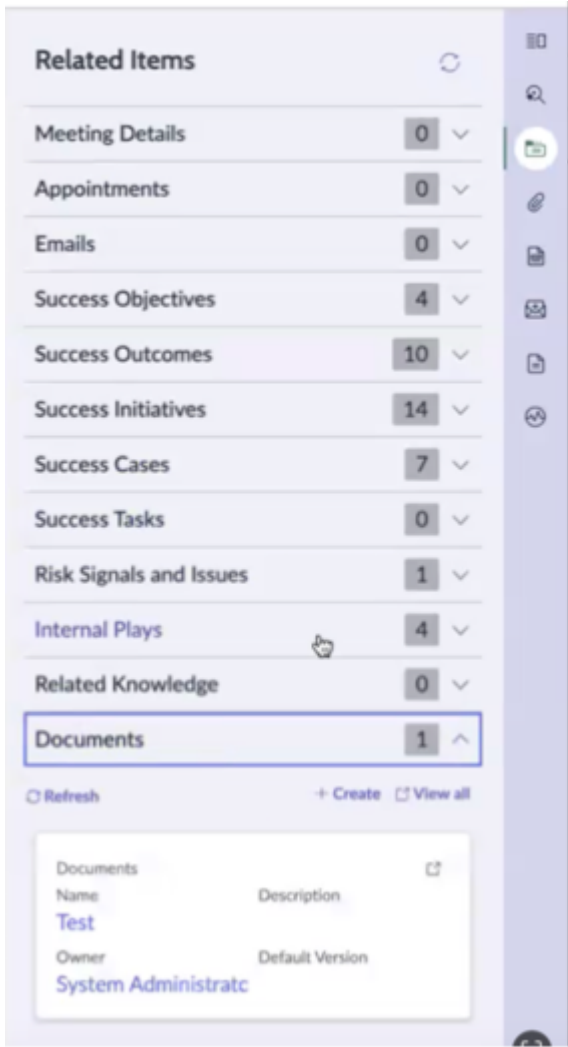 Related Items
Meeting Details 0
Appointments 0
Emails 0
Success Objectives 4
Success Outcomes 10
Success Initiatives 14
Success Cases 7
Success Tasks 0
Risk Signals and Issues 1
Internal Plays 4
Related Knowledge 0
Documents 1
Refresh + Create View all
Documents
Name Description
Test
Owner Default Version
System Administratc